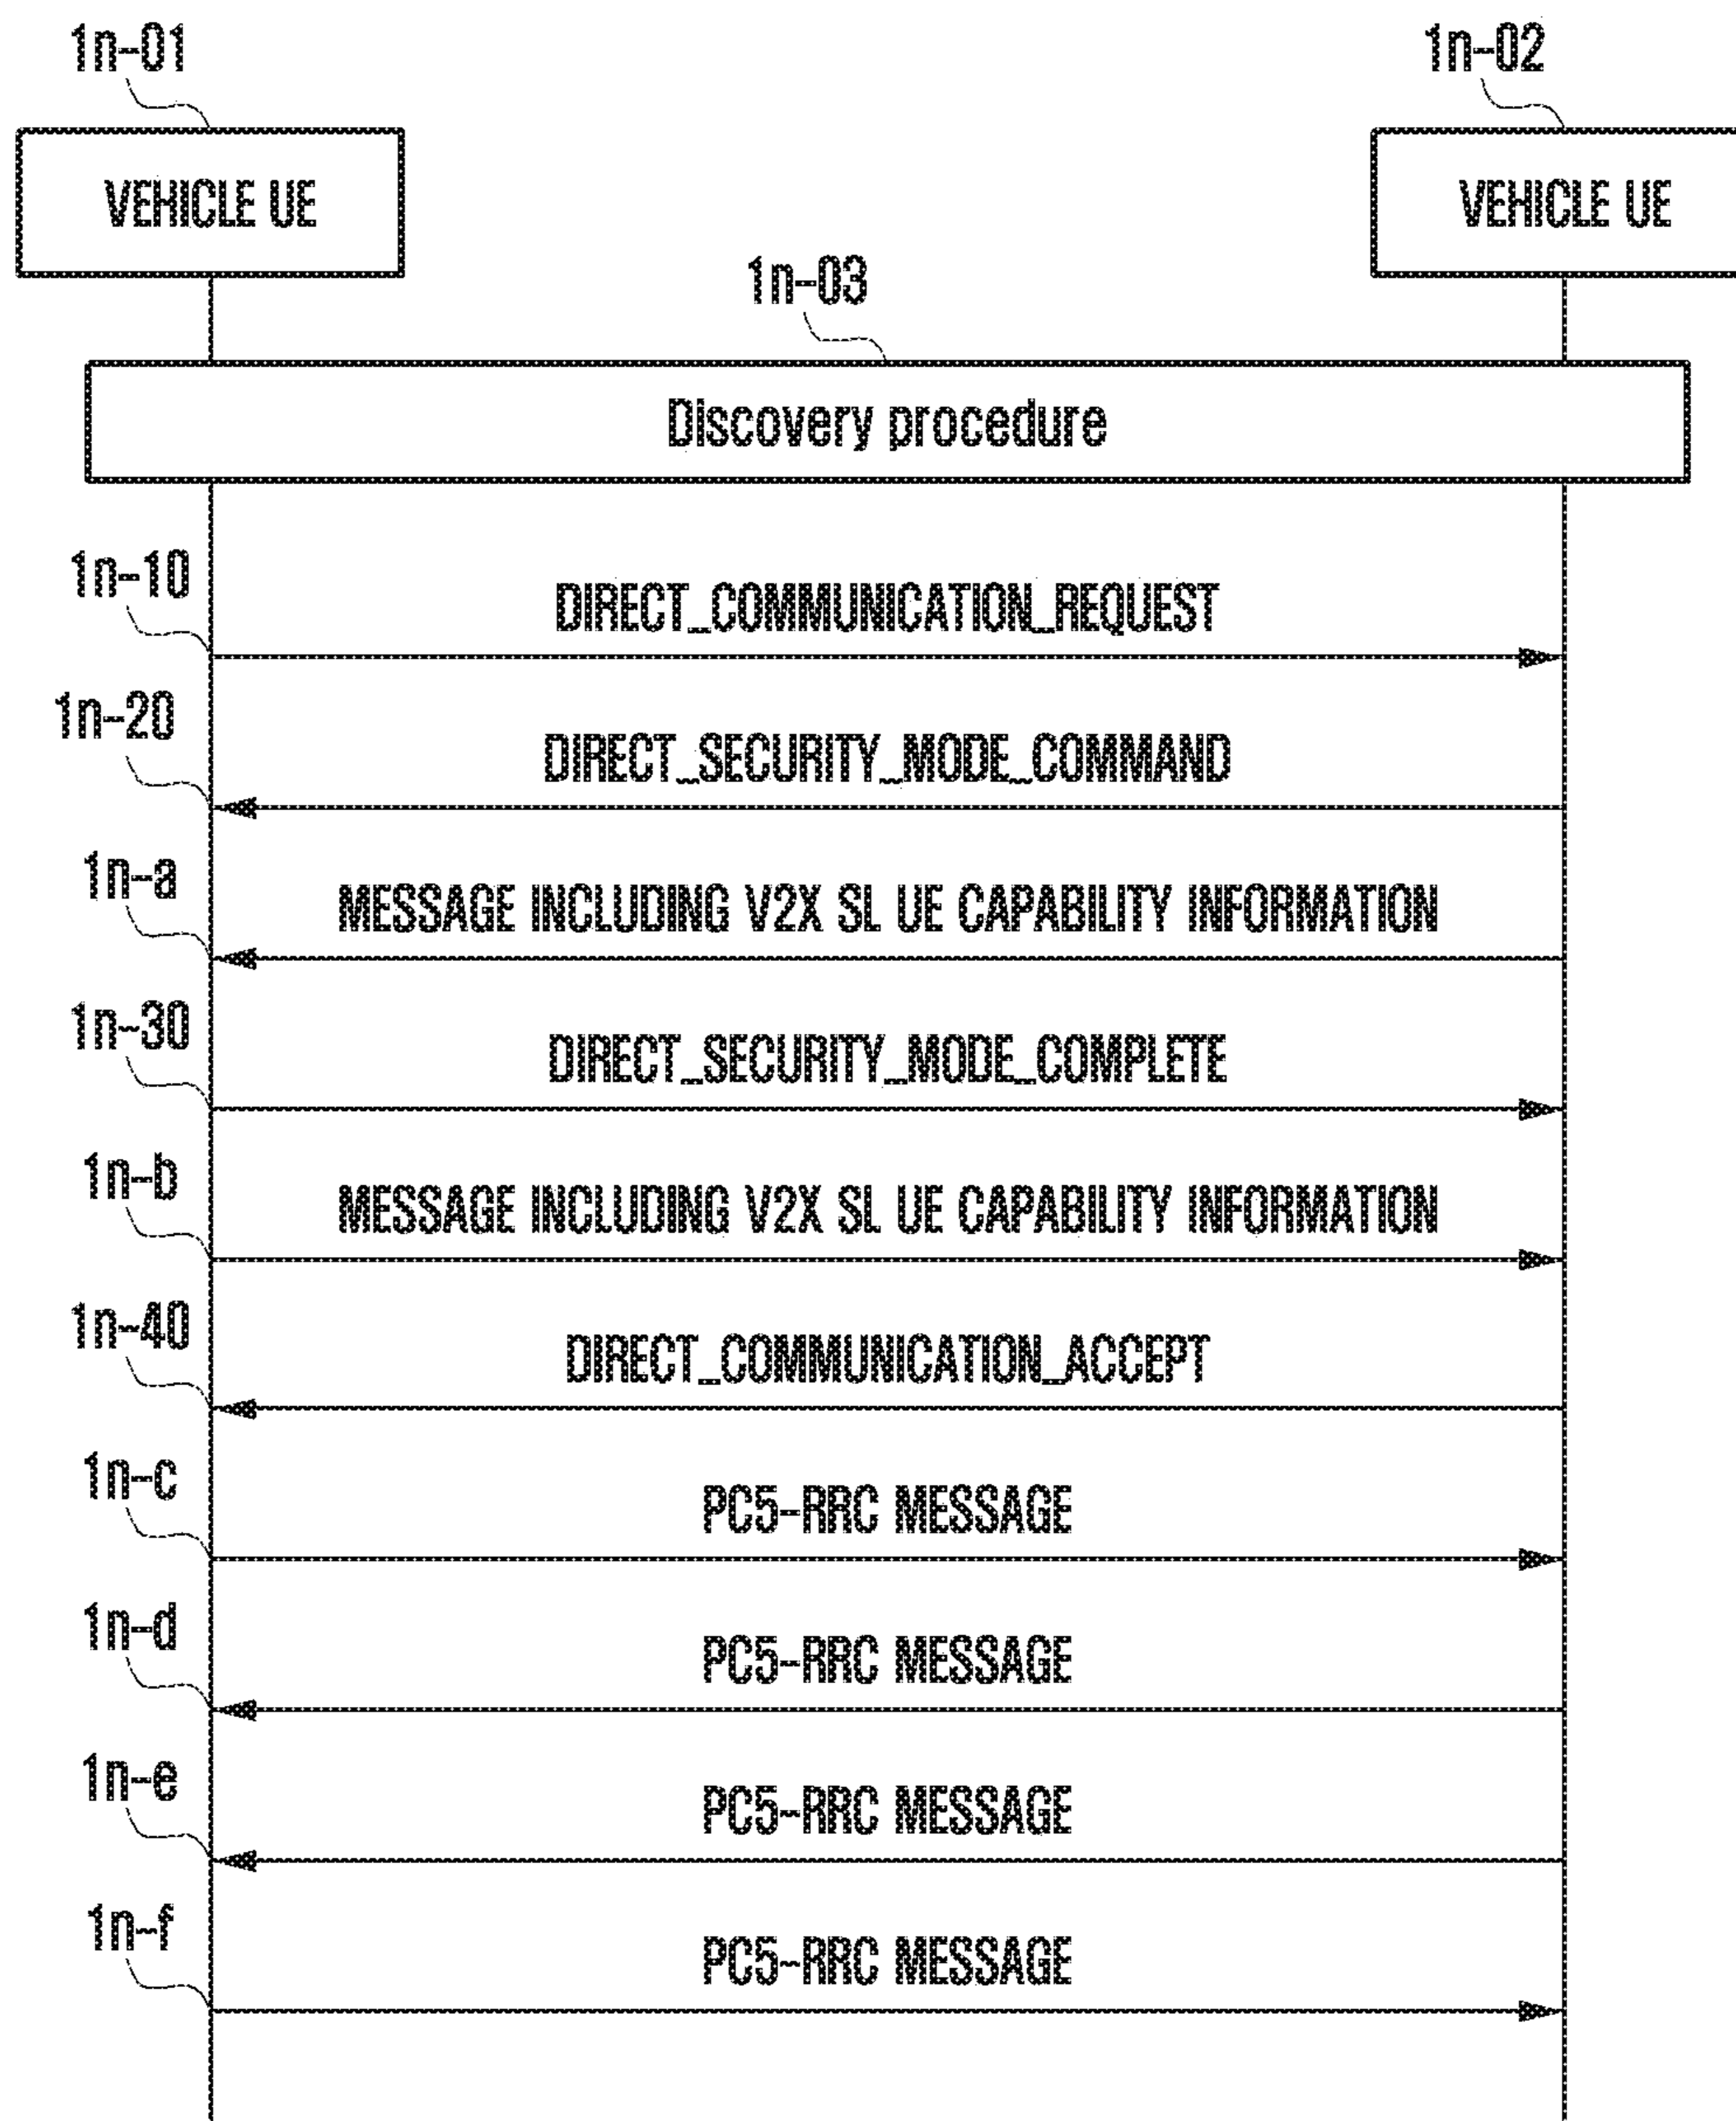 1n-01
1n-02
VEHICLE UE
VEHICLE UE
1n-03
Discovery procedure
1n-10
DIRECT_COMMUNICATION_REQUEST
1n-20
DIRECT_SECURITY_MODE_COMMAND
1n-a
MESSAGE INCLUDING V2X SL UE CAPABILITY INFORMATION
1n-30
DIRECT_SECURITY_MODE_COMPLETE
1n-b
MESSAGE INCLUDING V2X SL UE CAPABILITY INFORMATION
1n-40
DIRECT_COMMUNICATION_ACCEPT
1n-c
PC5-RRC MESSAGE
1n-d
PC5-RRC MESSAGE
1n-e
PC5-RRC MESSAGE
1n-f
PC5-RRC MESSAGE